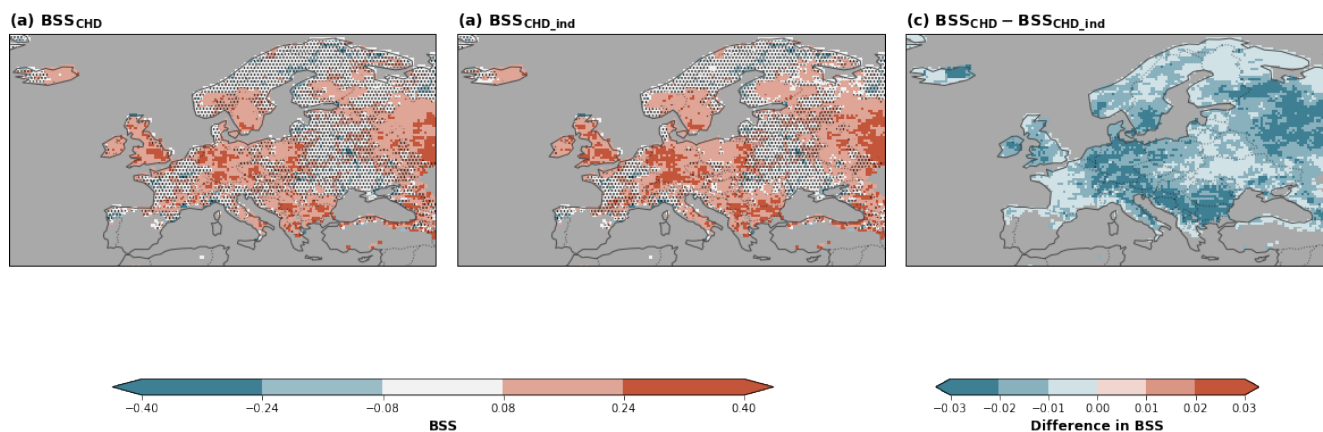 (a) BSS_CHD
(a) BSS_CHD_ind
(c) BSS_CHD − BSS_CHD_ind
−0.40 −0.24 −0.08 0.08 0.24 0.40
BSS
−0.03 −0.02 −0.01 0.00 0.01 0.02 0.03
Difference in BSS